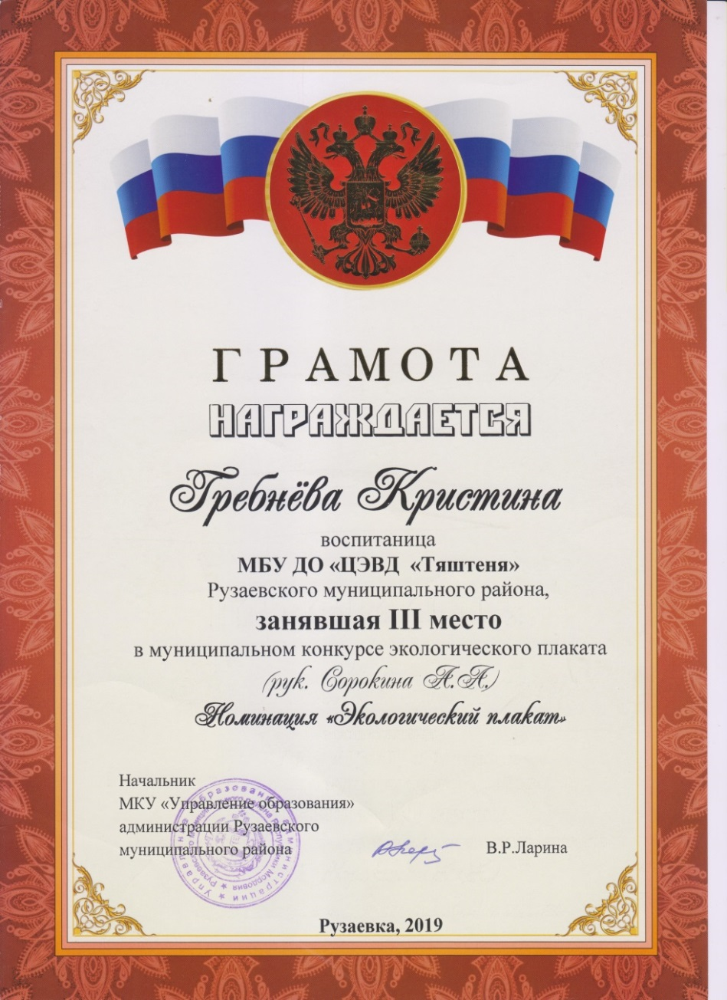 ГРАМОТА
НАГРАЖДАЕТСЯ
Гребнёва Кристина
воспитаница
МБУ ДО «ЦЭВД «Тяштеня»
Рузаевского муниципального района,
занявшая III место
в муниципальном конкурсе экологического плаката
(рук. Сорокина А.А.)
Номинация «Экологический плакат»
Начальник
МКУ «Управление образования»
администрации Рузаевского
муниципального района
В.Р.Ларина
Рузаевка, 2019